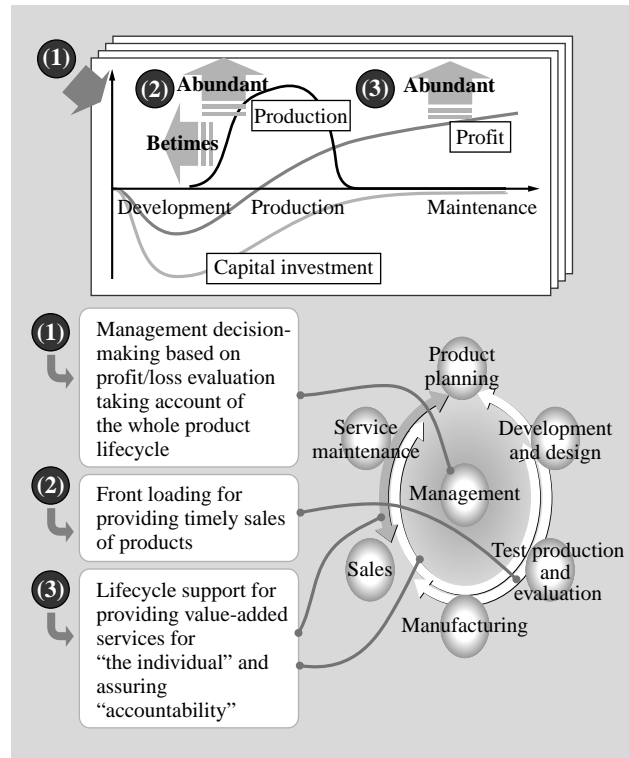 (1)
(2)
Abundant
(3)
Abundant
Production
Betimes
Profit
Development
Production
Maintenance
Capital investment
(1)
Management decision-
making based on
profit/loss evaluation
taking account of
the whole product
lifecycle
(2)
Front loading for
providing timely sales
of products
(3)
Lifecycle support for
providing value-added
services for
“the individual” and
assuring
“accountability”
Product
planning
Service
maintenance
Development
and design
Management
Sales
Test production
and
evaluation
Manufacturing